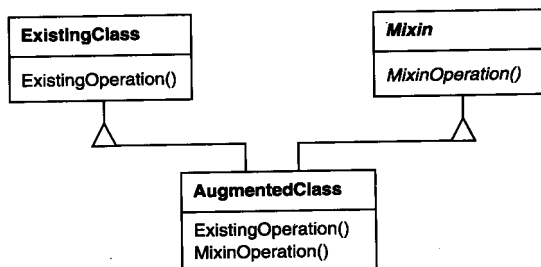 ExistingClass
ExistingOperation()
Mixin
MixinOperation()
AugmentedClass
ExistingOperation()
MixinOperation()